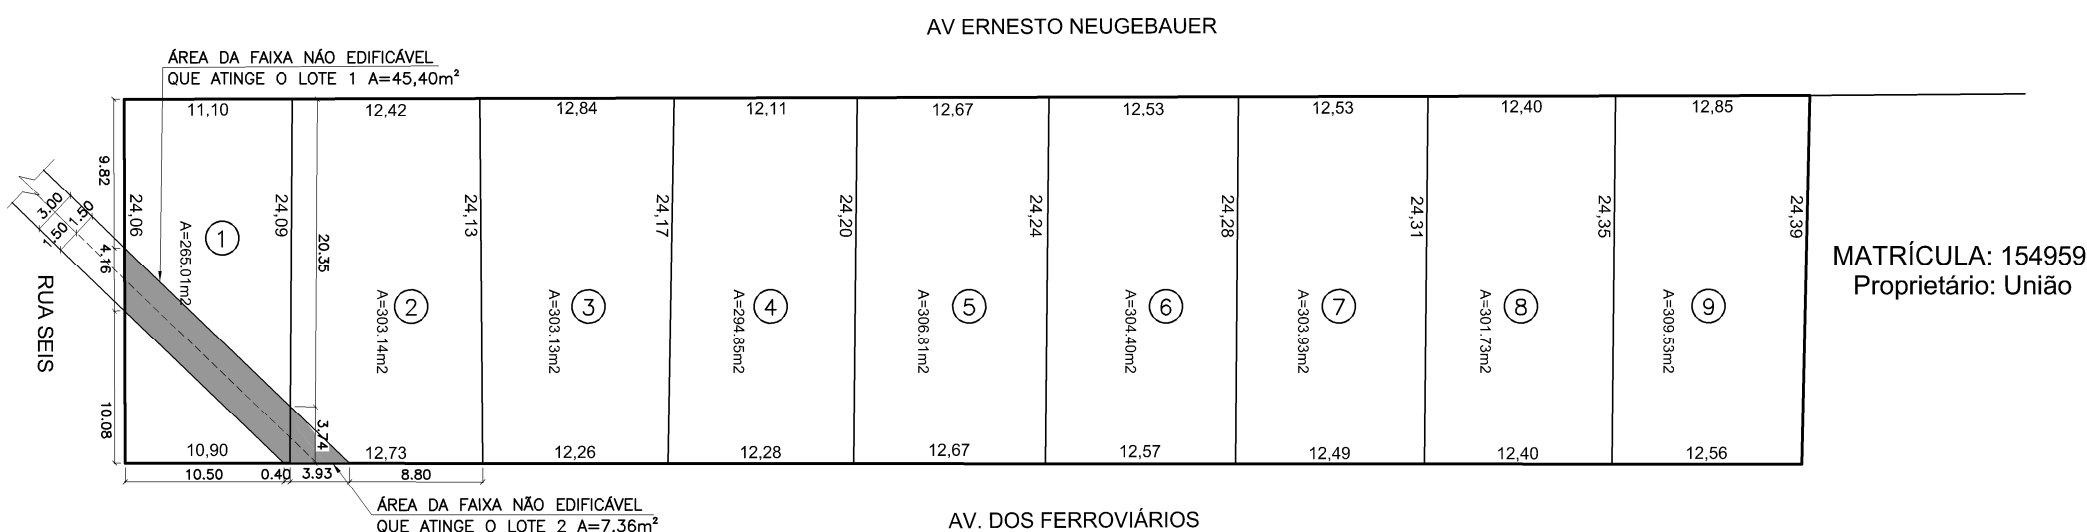 AV ERNESTO NEUGEBAUER
ÁREA DA FAIXA NÁO EDIFICÁVEL
QUE ATINGE O LOTE 1 A=45,40m²
11,10
12,42
12,84
12,11
12,67
12,53
12,53
12,40
12,85
9.82
4.16
10.08
3.00
1.50
1.50
24,06
24,09
24,13
24,17
24,20
24,24
24,28
24,31
24,35
24,39
20.35
3.74
1
A=265.01m2
2
A=303.14m2
3
A=303.13m2
4
A=294.85m2
5
A=306.81m2
6
A=304.40m2
7
A=303.93m2
8
A=301.73m2
9
A=309.53m2
MATRÍCULA: 154959
Proprietário: União
RUA SEIS
10,90
12,73
12,26
12,28
12,67
12,57
12,49
12,40
12,56
10.50
0.40
3.93
8.80
ÁREA DA FAIXA NÃO EDIFICÁVEL
QUE ATINGE O LOTE 2 A=7,36m²
AV. DOS FERROVIÁRIOS